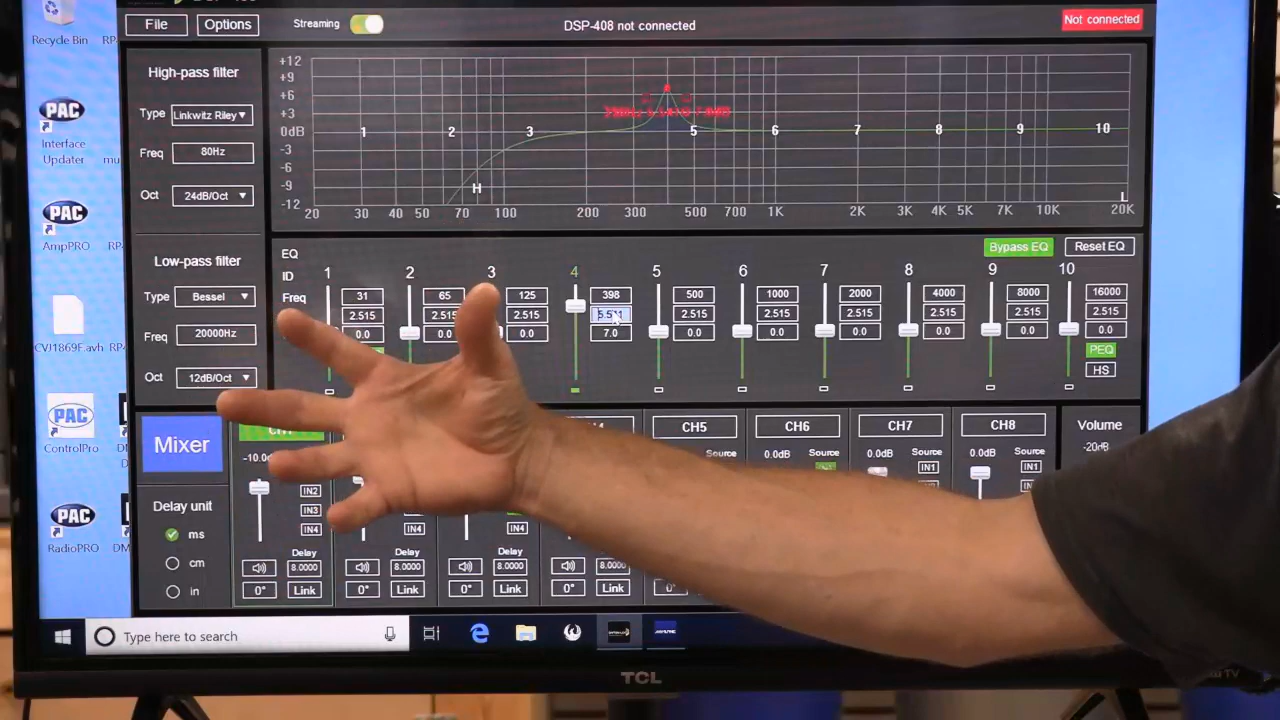 Recycle Bin
PAC
Interface
Updater
PAC
AmpPRO
CVJ1869F.avh
PAC
ControlPro
PAC
RadioPRO
File
Options
Streaming
DSP-408 not connected
Not connected
High-pass filter
Type
Linkwitz Riley
Freq
80Hz
Oct
24dB/Oct
Low-pass filter
Type
Bessel
Freq
20000Hz
Oct
12dB/Oct
+12
+9
+6
+3
0dB
-3
-6
-9
-12
1 2 3 5 6 7 8 9 10
H
L
20 30 40 50 70 100 200 300 500 700 1K 2K 3K 4K 5K 7K 10K 20K
EQ
Bypass EQ
Reset EQ
ID
1 2 3 4 5 6 7 8 9 10
Freq
31 65 125 398 500 1000 2000 4000 8000 16000
2.515 2.515 2.515 2.515 2.515 2.515 2.515 2.515 2.515
0.0 0.0 0.0 7.0 0.0 0.0 0.0 0.0 0.0 0.0
PEQ
HS
Mixer
CH5 CH6 CH7 CH8
Volume
-20dB
Source
0.0dB
Source
0.0dB
Source
IN1
0.0dB
Source
IN1
IN2
IN3
IN4
IN4
IN4
Delay unit
ms
cm
in
Delay
8.0000
0° Link
Delay
8.0000
0° Link
Delay
8.0000
0° Link
8.0000
0° Link
Type here to search
TCL